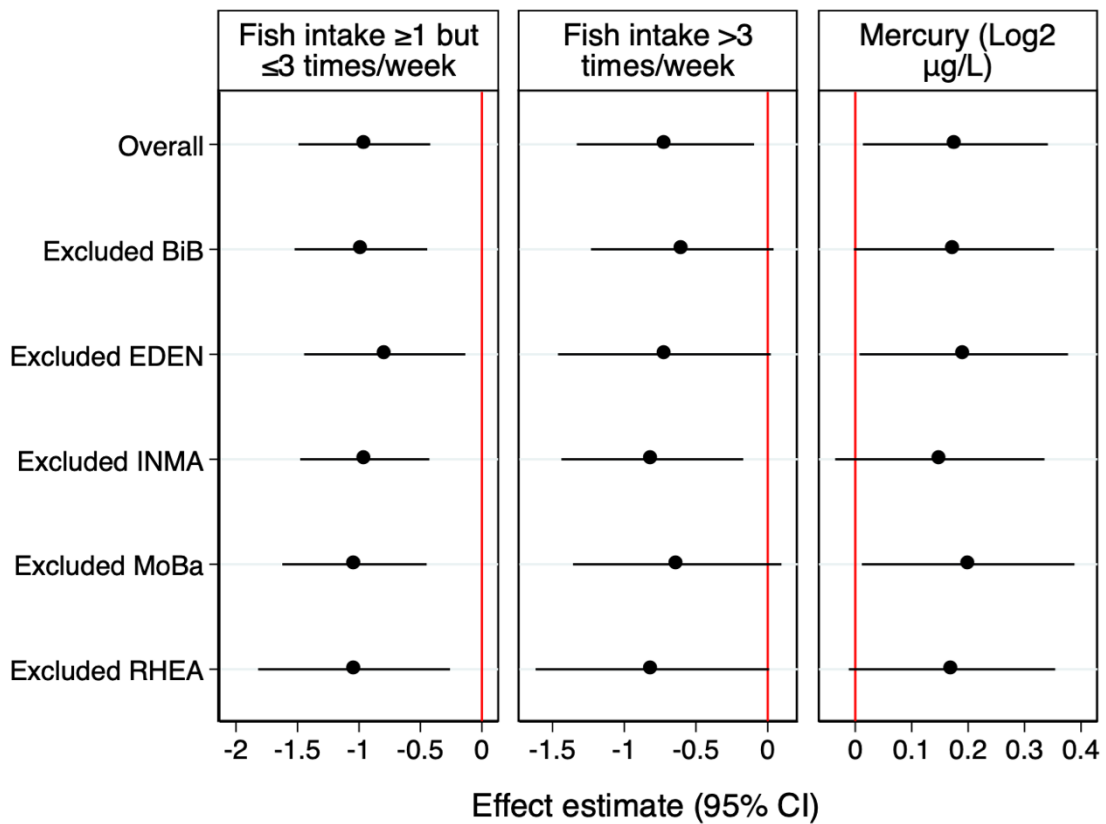 Fish intake ≥1 but
≤3 times/week
Fish intake >3
times/week
Mercury (Log2
µg/L)
Overall
Excluded BiB
Excluded EDEN
Excluded INMA
Excluded MoBa
Excluded RHEA
-2 -1.5 -1 -0.5 0
-1.5 -1 -0.5 0
0 0.1 0.2 0.3 0.4
Effect estimate (95% CI)